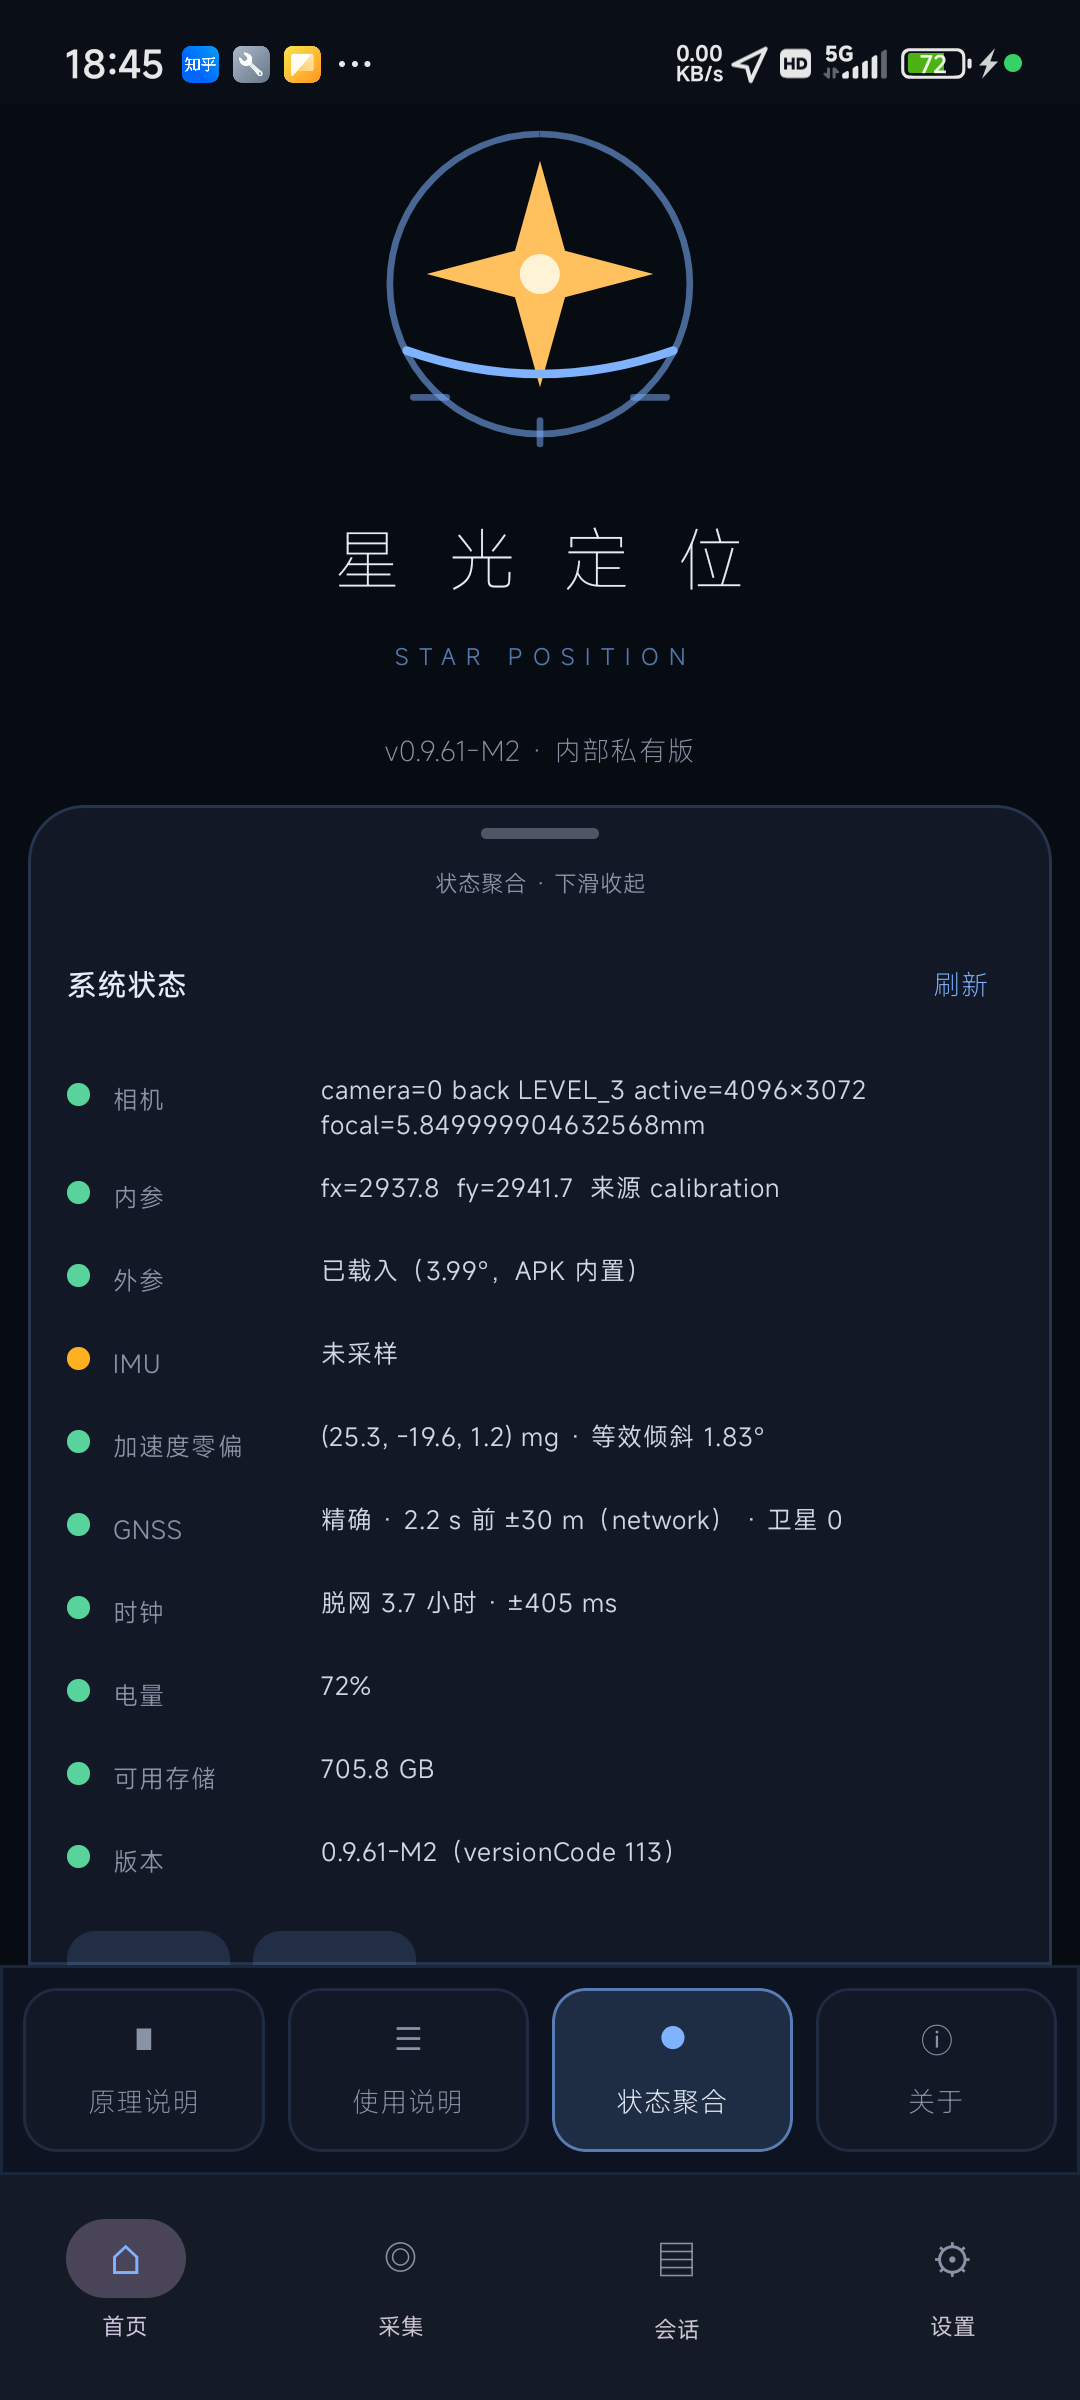 18:45 知乎 0.00 KB/s HD 5G 72
星光定位
STAR POSITION
v0.9.61-M2 · 内部私有版
状态聚合 · 下滑收起
系统状态 刷新
相机 camera=0 back LEVEL_3 active=4096×3072
focal=5.849999904632568mm
内参 fx=2937.8 fy=2941.7 来源 calibration
外参 已载入（3.99°，APK 内置）
IMU 未采样
加速度零偏 (25.3, -19.6, 1.2) mg · 等效倾斜 1.83°
GNSS 精确 · 2.2 s 前 ±30 m（network） · 卫星 0
时钟 脱网 3.7 小时 · ±405 ms
电量 72%
可用存储 705.8 GB
版本 0.9.61-M2（versionCode 113）
原理说明 使用说明 状态聚合 关于
首页 采集 会话 设置